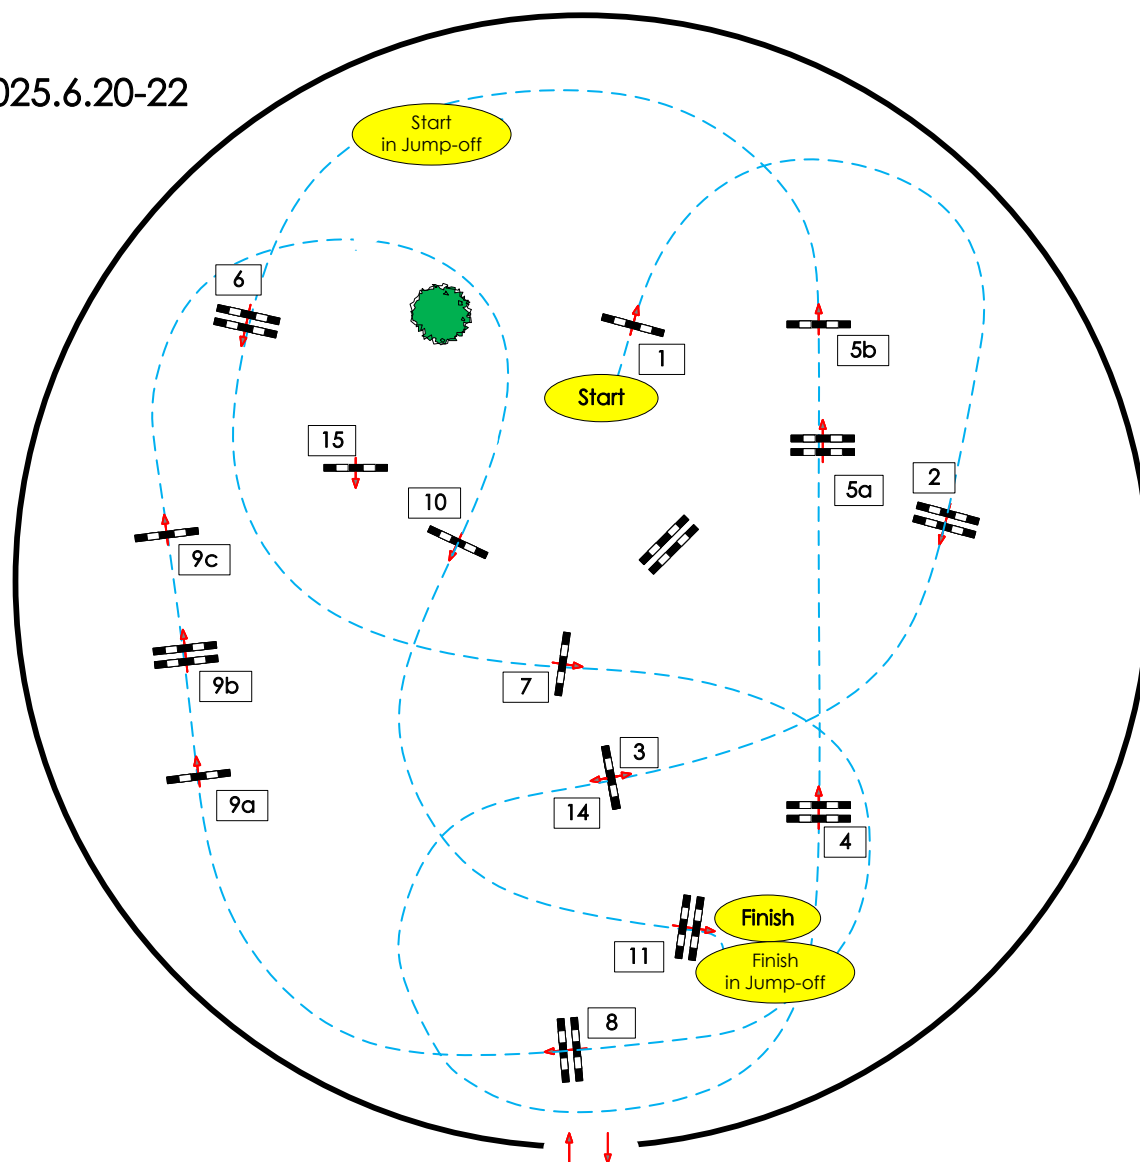 025.6.20-22
Start
in Jump-off
6
1
5b
Start
15
5a
2
10
9c
9b
7
3
9a
14
4
Finish
11
Finish
in Jump-off
8